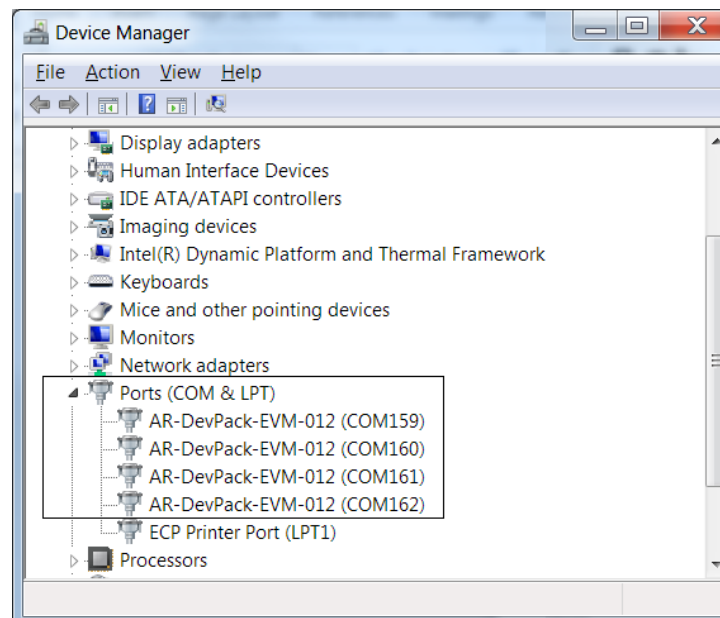 Device Manager
File Action View Help
Display adapters
Human Interface Devices
IDE ATA/ATAPI controllers
Imaging devices
Intel(R) Dynamic Platform and Thermal Framework
Keyboards
Mice and other pointing devices
Monitors
Network adapters
Ports (COM & LPT)
AR-DevPack-EVM-012 (COM159)
AR-DevPack-EVM-012 (COM160)
AR-DevPack-EVM-012 (COM161)
AR-DevPack-EVM-012 (COM162)
ECP Printer Port (LPT1)
Processors